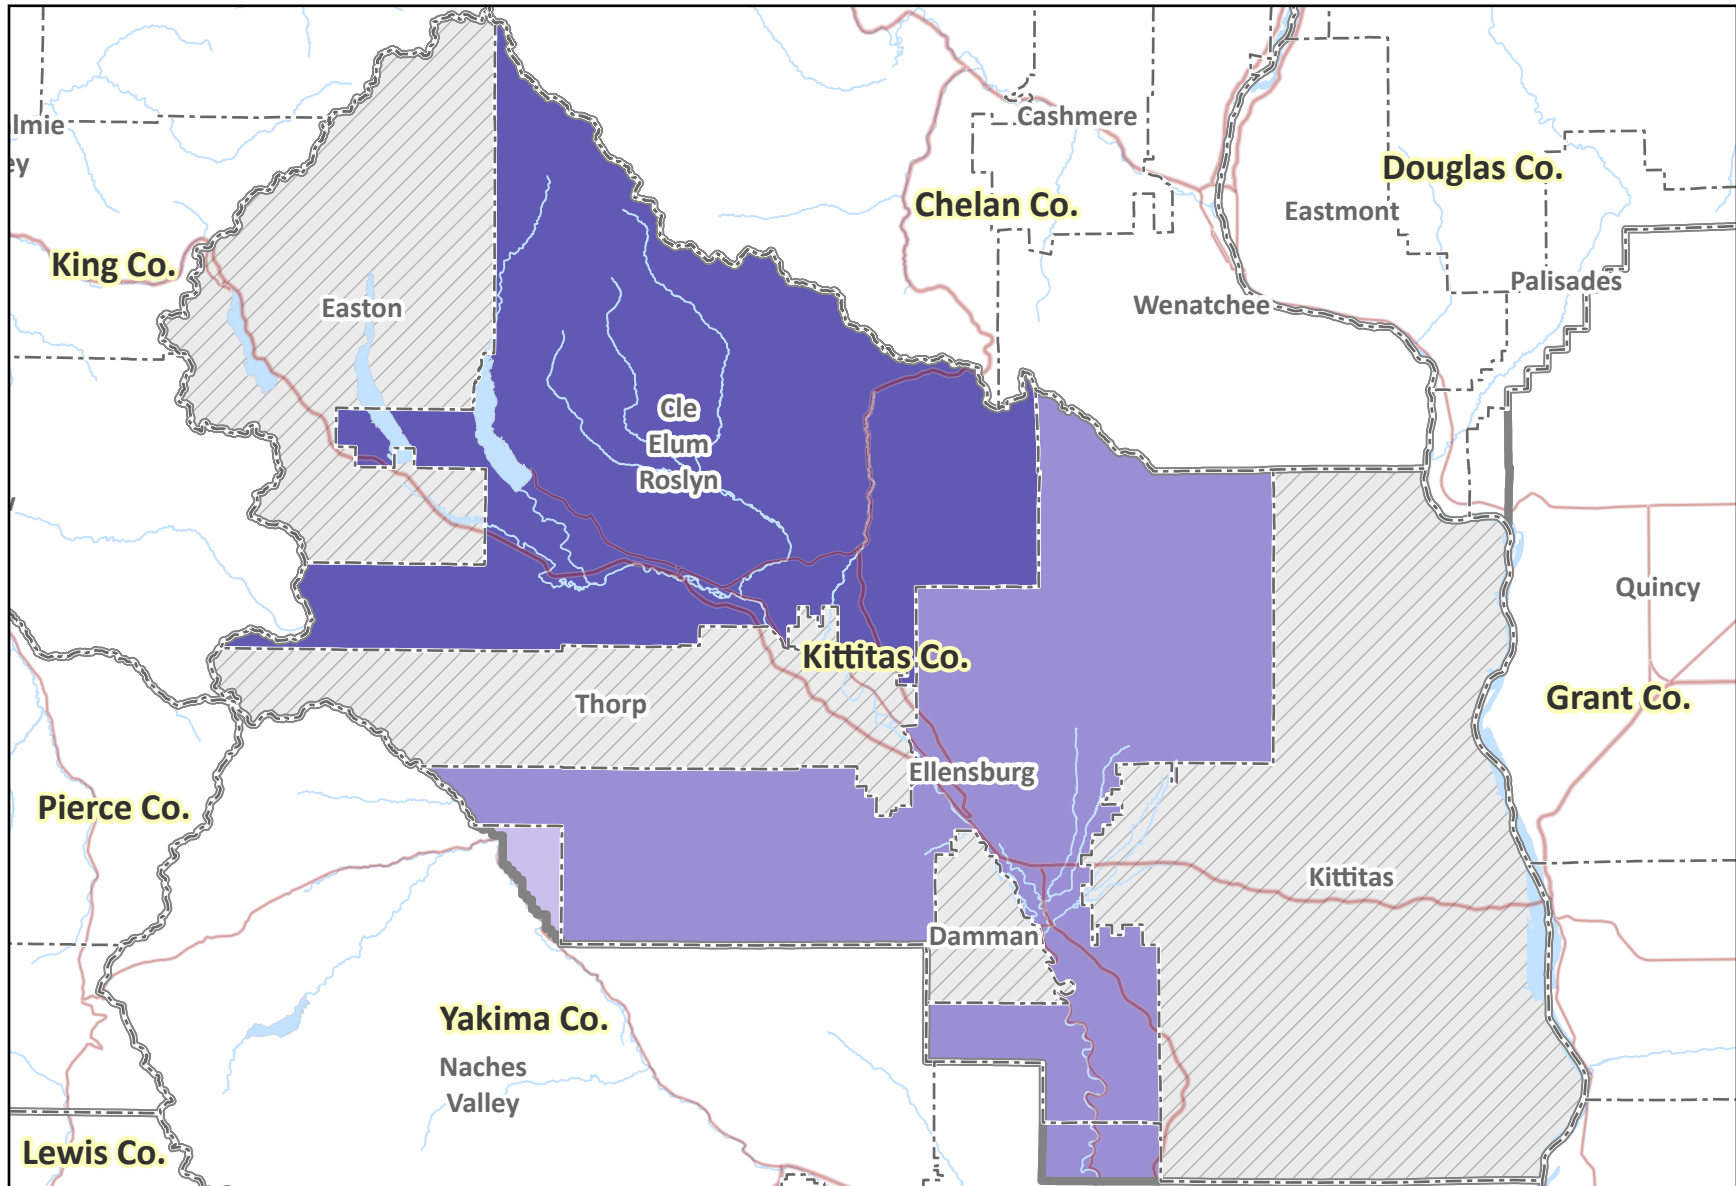 lmie
ey
Cashmere
Douglas Co.
Chelan Co.
Eastmont
King Co.
Palisades
Easton
Wenatchee
Cle
Elum
Roslyn
Quincy
Kittitas Co.
Thorp
Grant Co.
Ellensburg
Pierce Co.
Kittitas
Damman
Yakima Co.
Naches
Valley
Lewis Co.